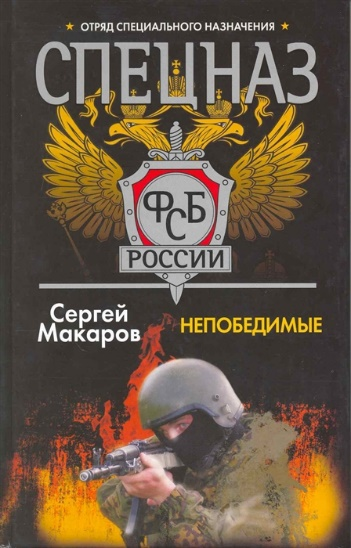 ★ ОТРЯД СПЕЦИАЛЬНОГО НАЗНАЧЕНИЯ ★
СПЕЦНАЗ
ФСБ
РОССИИ
Сергей
Макаров
НЕПОБЕДИМЫЕ